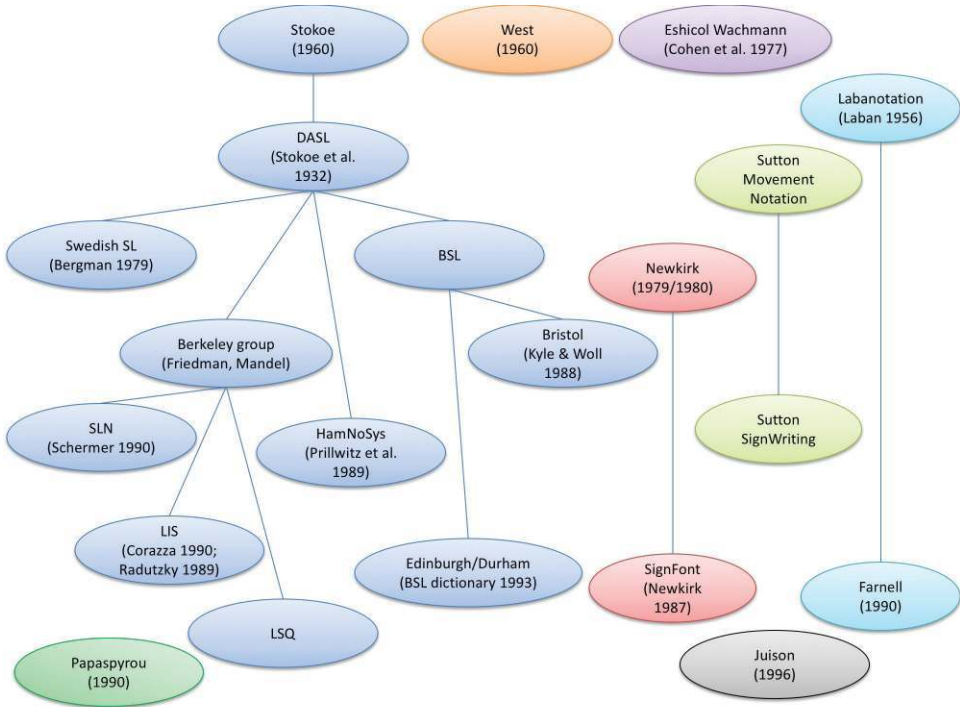 Stokoe
(1960)
West
(1960)
Eshicol Wachmann
(Cohen et al. 1977)
Labanotation
(Laban 1956)
DASL
(Stokoe et al.
1932)
Sutton
Movement
Notation
Swedish SL
(Bergman 1979)
BSL
Newkirk
(1979/1980)
Berkeley group
(Friedman, Mandel)
Bristol
(Kyle & Woll
1988)
SLN
(Schermer 1990)
HamNoSys
(Prillwitz et al.
1989)
Sutton
SignWriting
LIS
(Corazza 1990;
Radutzky 1989)
Edinburgh/Durham
(BSL dictionary 1993)
SignFont
(Newkirk
1987)
Farnell
(1990)
LSQ
Papaspyrou
(1990)
Juison
(1996)